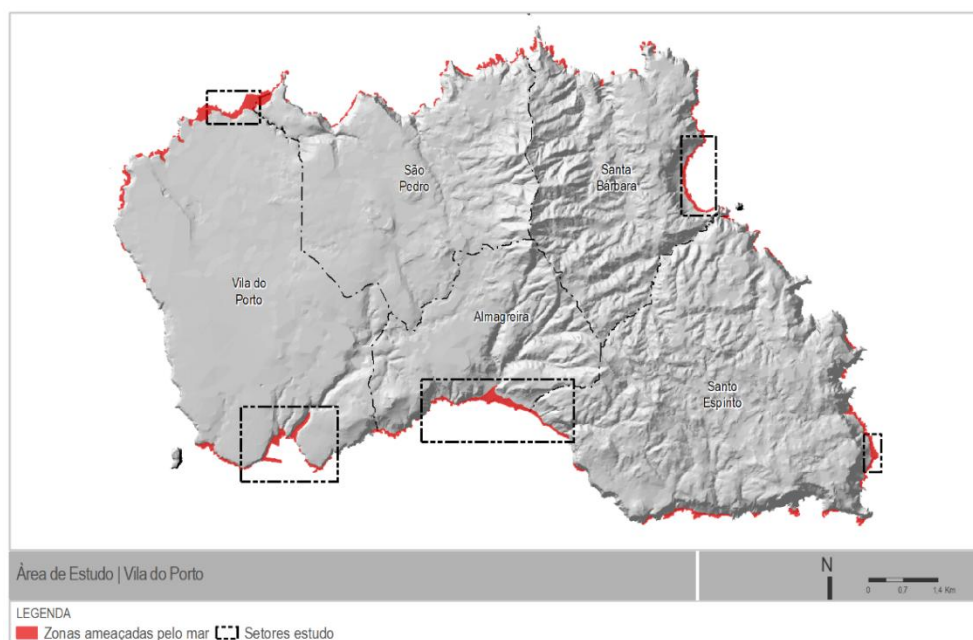 São
Pedro
Santa
Bárbara
Vila do
Porto
Almagreira
Santo
Espírito
Área de Estudo | Vila do Porto
N
0 0,7 1,4 Km
LEGENDA
Zonas ameaçadas pelo mar Setores estudo